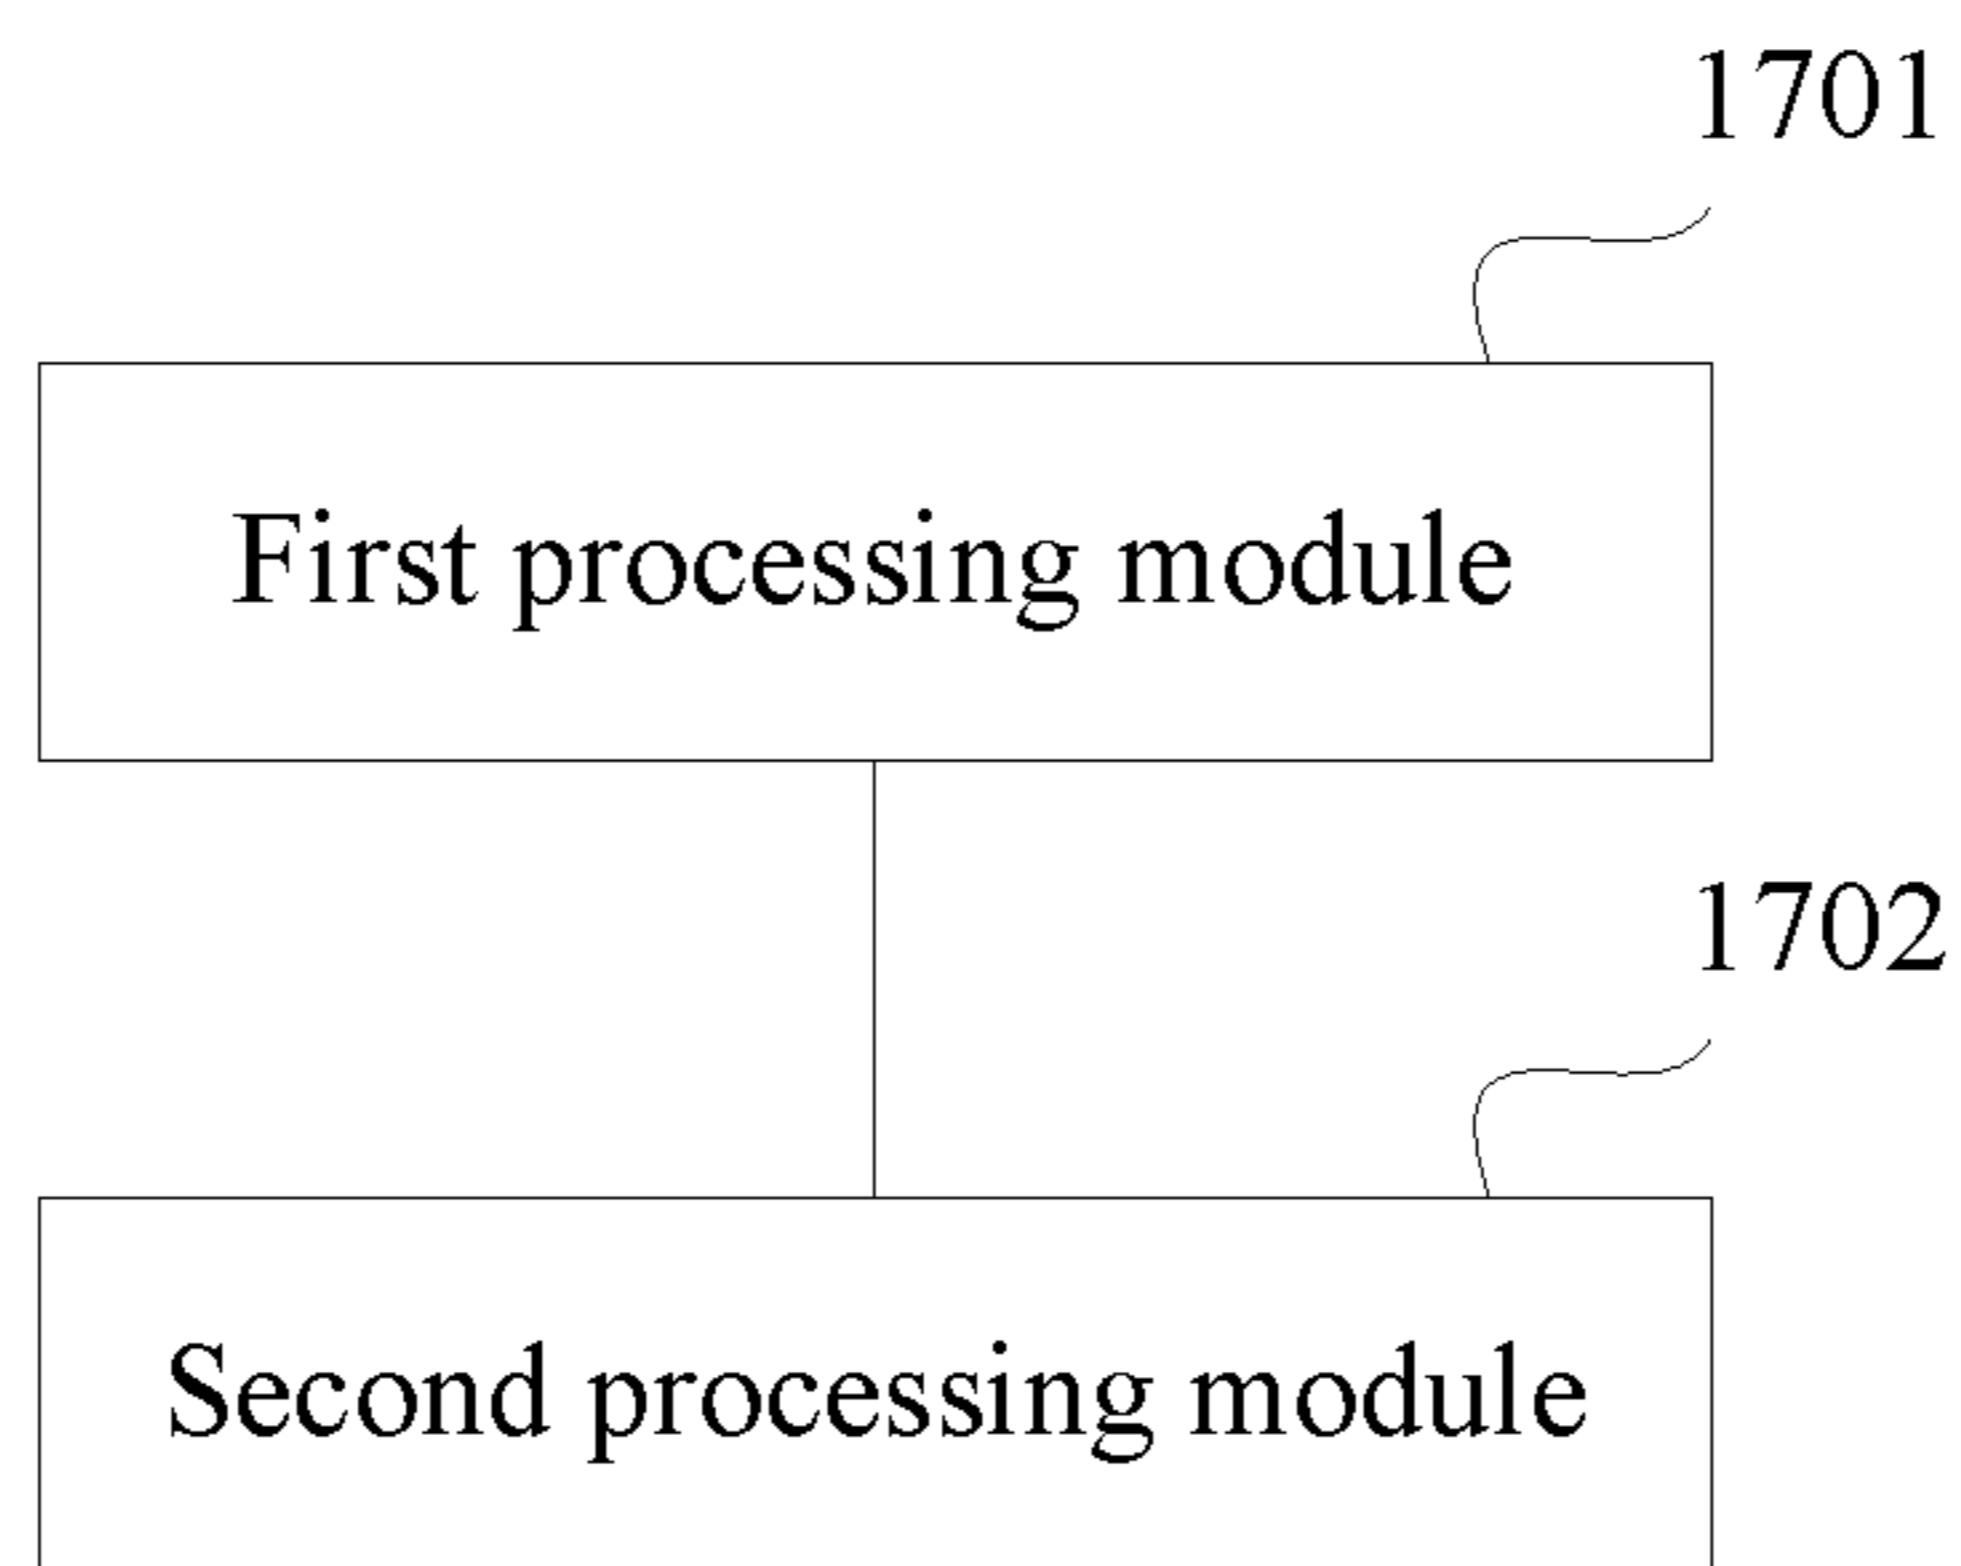 1701
First processing module
1702
Second processing module